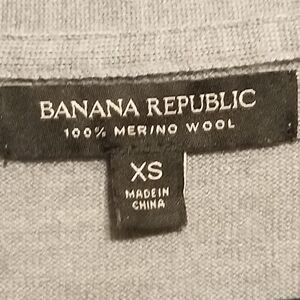 BANANA REPUBLIC
100% MERINO WOOL
XS
MADE IN
CHINA